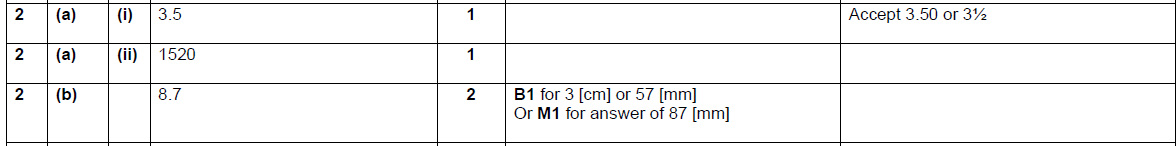 2 (a) (i) 3.5 1 Accept 3.50 or 3½
2 (a) (ii) 1520 1
2 (b) 8.7 2 B1 for 3 [cm] or 57 [mm]
Or M1 for answer of 87 [mm]